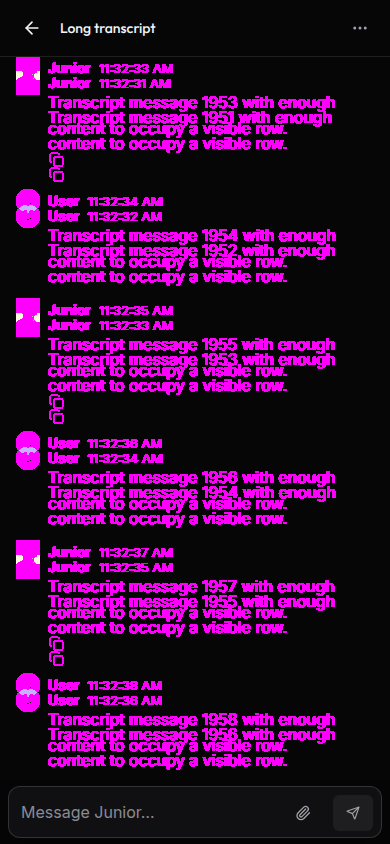 Long transcript
Junior 11:32:33 AM
Junior 11:32:31 AM
Transcript message 1953 with enough
Transcript message 1951 with enough
content to occupy a visible row.
content to occupy a visible row.
User 11:32:34 AM
User 11:32:32 AM
Transcript message 1954 with enough
Transcript message 1952 with enough
content to occupy a visible row.
content to occupy a visible row.
Junior 11:32:35 AM
Junior 11:32:33 AM
Transcript message 1955 with enough
Transcript message 1953 with enough
content to occupy a visible row.
content to occupy a visible row.
User 11:32:36 AM
User 11:32:34 AM
Transcript message 1956 with enough
Transcript message 1954 with enough
content to occupy a visible row.
content to occupy a visible row.
Junior 11:32:37 AM
Junior 11:32:35 AM
Transcript message 1957 with enough
Transcript message 1955 with enough
content to occupy a visible row.
content to occupy a visible row.
User 11:32:38 AM
User 11:32:36 AM
Transcript message 1958 with enough
Transcript message 1956 with enough
content to occupy a visible row.
content to occupy a visible row.
Message Junior...